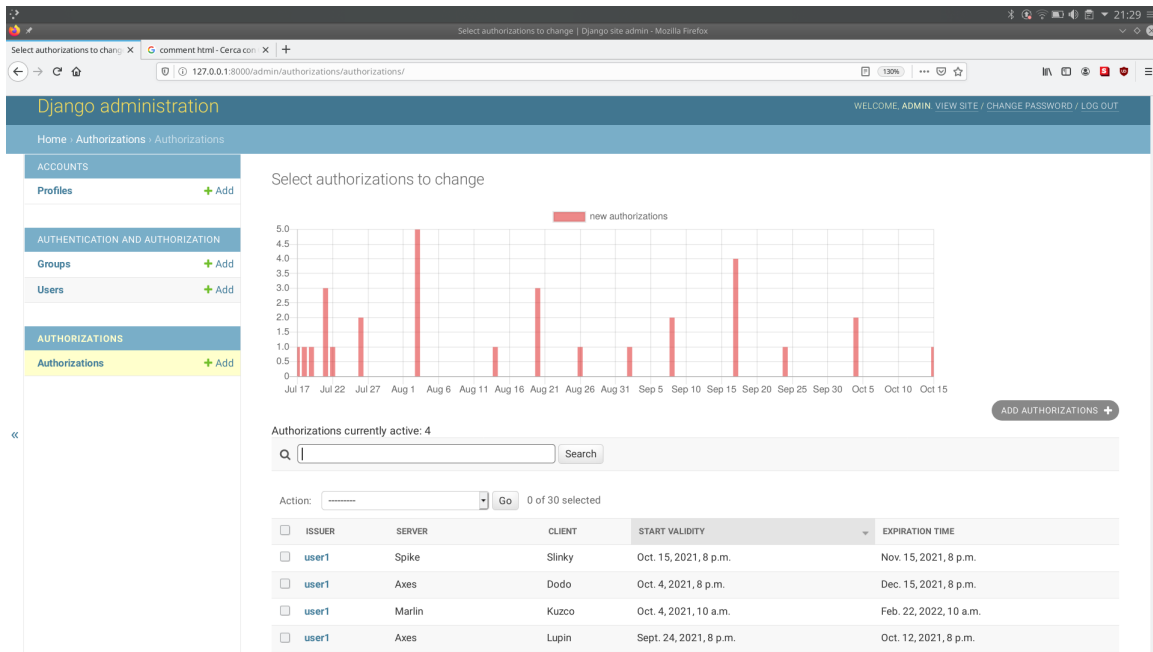 21:29
Select authorizations to change | Django site admin - Mozilla Firefox
Select authorizations to chang
comment html - Cerca con
127.0.0.1:8000/admin/authorizations/authorizations/
130%
Django administration
WELCOME, ADMIN. VIEW SITE / CHANGE PASSWORD / LOG OUT
Home › Authorizations › Authorizations
ACCOUNTS
Profiles + Add
AUTHENTICATION AND AUTHORIZATION
Groups + Add
Users + Add
AUTHORIZATIONS
Authorizations + Add
«
Select authorizations to change
new authorizations
5.0
4.5
4.0
3.5
3.0
2.5
2.0
1.5
1.0
0.5
0
Jul 17 Jul 22 Jul 27 Aug 1 Aug 6 Aug 11 Aug 16 Aug 21 Aug 26 Aug 31 Sep 5 Sep 10 Sep 15 Sep 20 Sep 25 Sep 30 Oct 5 Oct 10 Oct 15
ADD AUTHORIZATIONS +
Authorizations currently active: 4
Search
Action: --------- Go 0 of 30 selected
ISSUER SERVER CLIENT START VALIDITY EXPIRATION TIME
user1 Spike Slinky Oct. 15, 2021, 8 p.m. Nov. 15, 2021, 8 p.m.
user1 Axes Dodo Oct. 4, 2021, 8 p.m. Dec. 15, 2021, 8 p.m.
user1 Marlin Kuzco Oct. 4, 2021, 10 a.m. Feb. 22, 2022, 10 a.m.
user1 Axes Lupin Sept. 24, 2021, 8 p.m. Oct. 12, 2021, 8 p.m.